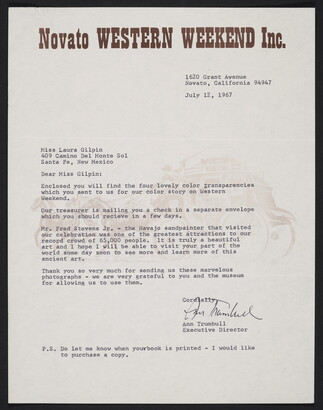 Novato WESTERN WEEKEND Inc.
1620 Grant Avenue
Novato, California 94947
July 12, 1967
Miss Laura Gilpin
409 Camino Del Monte Sol
Santa Fe, New Mexico
Dear Miss Gilpin:
Enclosed you will find the four lovely color transparencies
which you sent to us for our color story on Western
Weekend.
Our treasurer is mailing you a check in a separate envelope
which you should recieve in a few days.
Mr. Fred Stevens Jr. - the Navajo sandpainter that visited
our celebration was one of the greatest attractions to our
record crowd of 65,000 people. It is truly a beautiful
art and I hope I will be able to visit your part of the
world some day soon to see more and learn more of this
ancient art.
Thank you so very much for sending us these marvelous
photographs - we are very grateful to you and the museum
for allowing us to use them.
Cordially,
Ann Trumbull
Ann Trumbull
Executive Director
P.S. Do let me know when yourbook is printed - I would like
to purchase a copy.